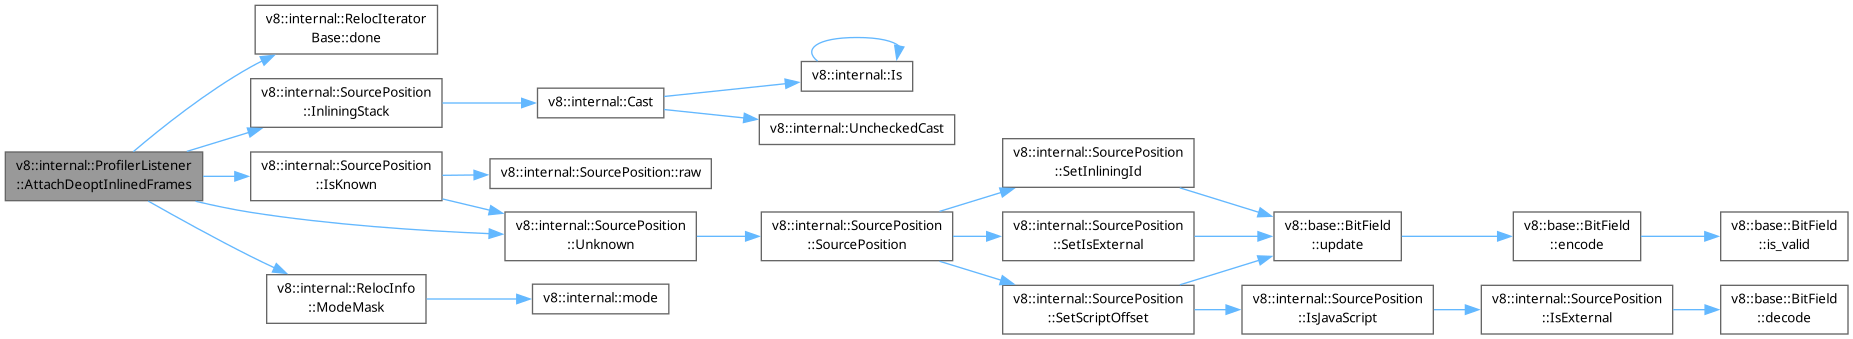 v8::internal::ProfilerListener
::AttachDeoptInlinedFrames
v8::internal::RelocIterator
Base::done
v8::internal::SourcePosition
::InliningStack
v8::internal::SourcePosition
::IsKnown
v8::internal::RelocInfo
::ModeMask
v8::internal::Cast
v8::internal::SourcePosition::raw
v8::internal::SourcePosition
::Unknown
v8::internal::mode
v8::internal::Is
v8::internal::UncheckedCast
v8::internal::SourcePosition
::SourcePosition
v8::internal::SourcePosition
::SetInliningId
v8::internal::SourcePosition
::SetIsExternal
v8::internal::SourcePosition
::SetScriptOffset
v8::base::BitField
::update
v8::internal::SourcePosition
::IsJavaScript
v8::base::BitField
::encode
v8::internal::SourcePosition
::IsExternal
v8::base::BitField
::is_valid
v8::base::BitField
::decode